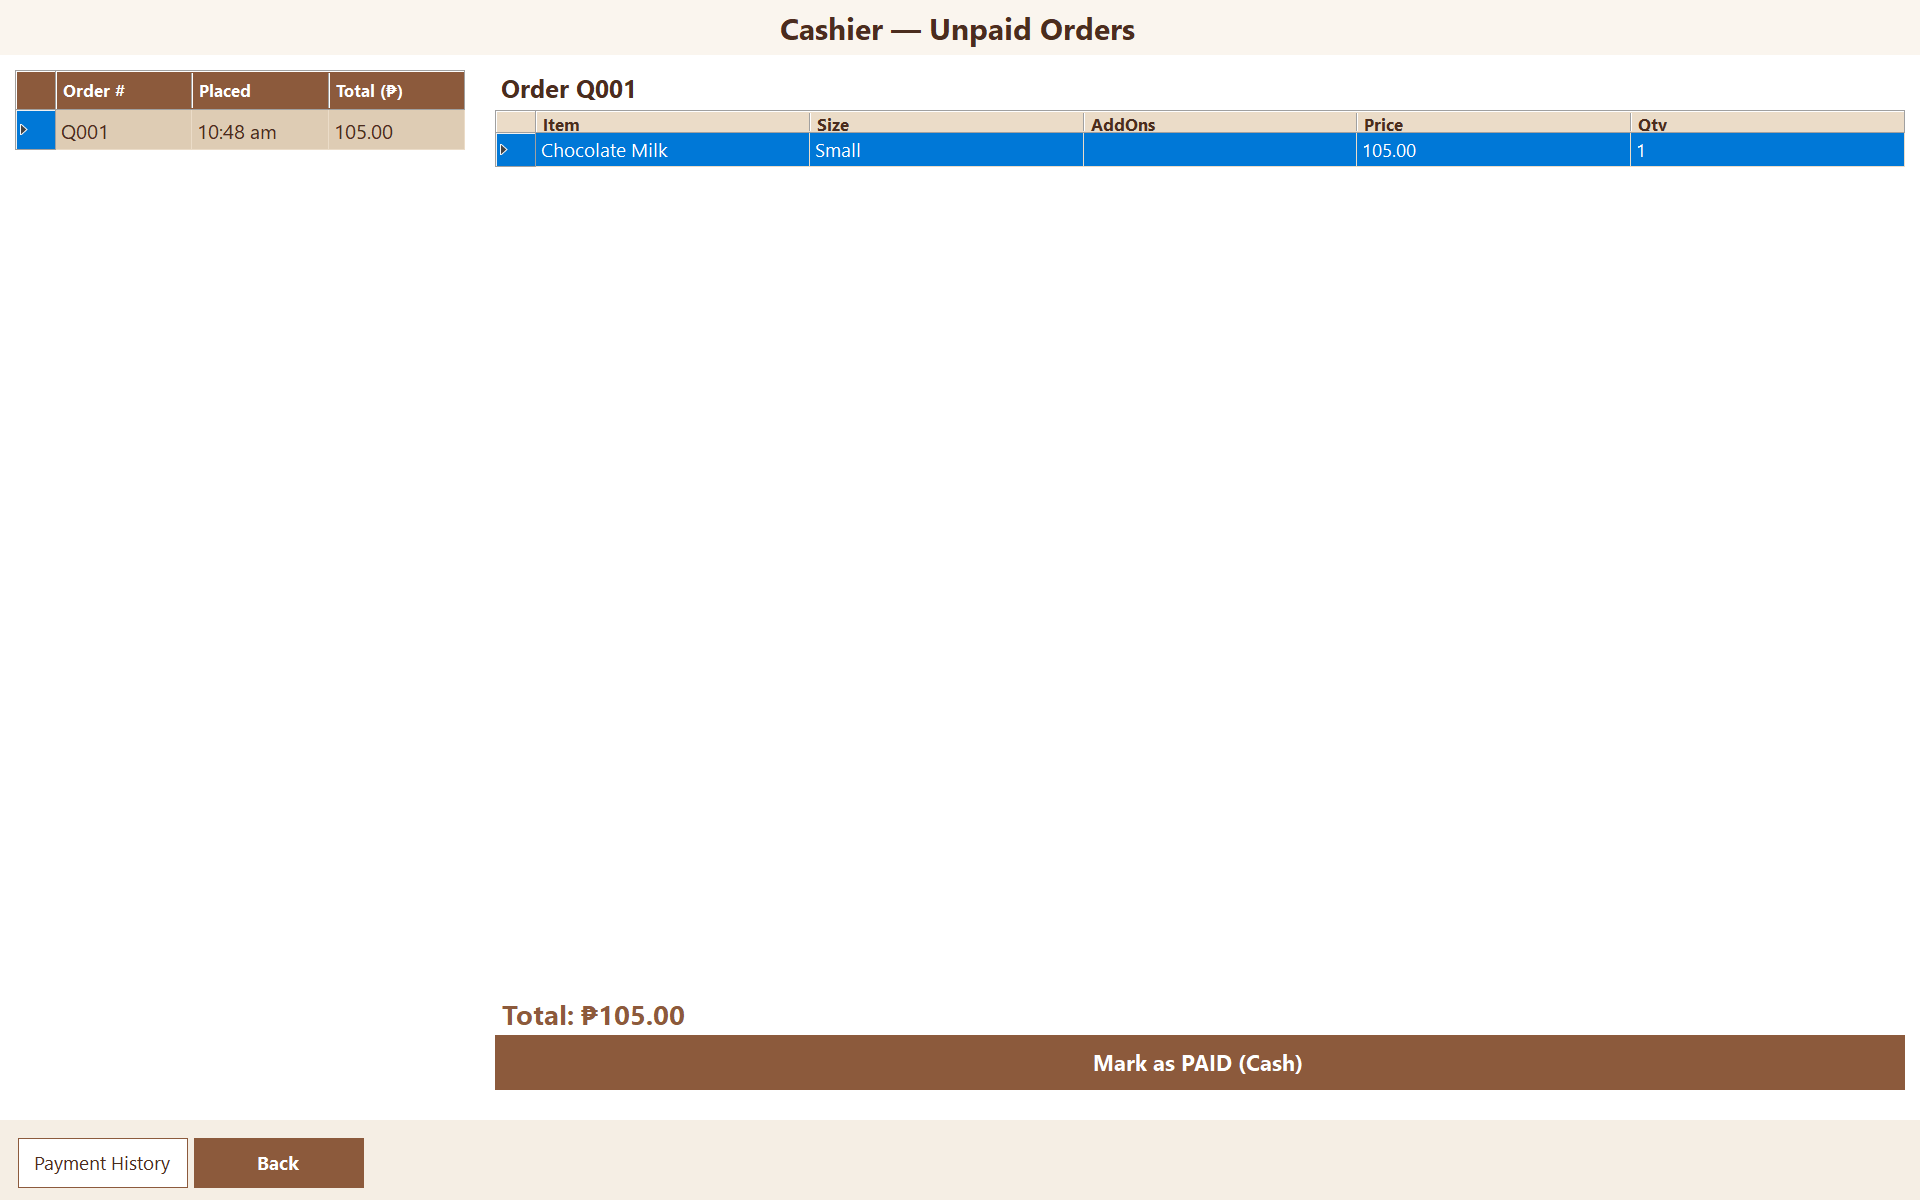 Cashier — Unpaid Orders
Order # Placed Total (₱)
Q001 10:48 am 105.00
Order Q001
Item Size AddOns Price Qty
Chocolate Milk Small 105.00 1
Total: ₱105.00
Mark as PAID (Cash)
Payment History Back